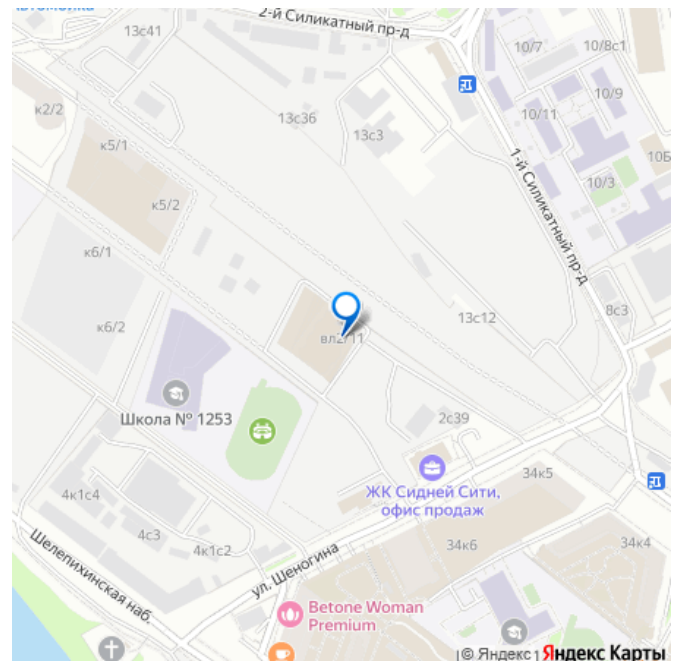 Автомойка
2-й Силикатный пр-д
13с41
10/7
10/8с1
к2/2
10/9
13с36
10/11
13с3
к5/1
10Б
1-й Силикатный пр-д
10/3
к5/2
к6/1
8с3
13с12
к6/2
вл2/11
Школа № 1253
2с39
ЖК Сидней Сити,
офис продаж
34к5
4к1с4
4с3
4к1с2
34к6
34к4
Шелепихинская наб.
ул. Шеногина
Betone Woman
Premium
© Яндекс
Яндекс Карты